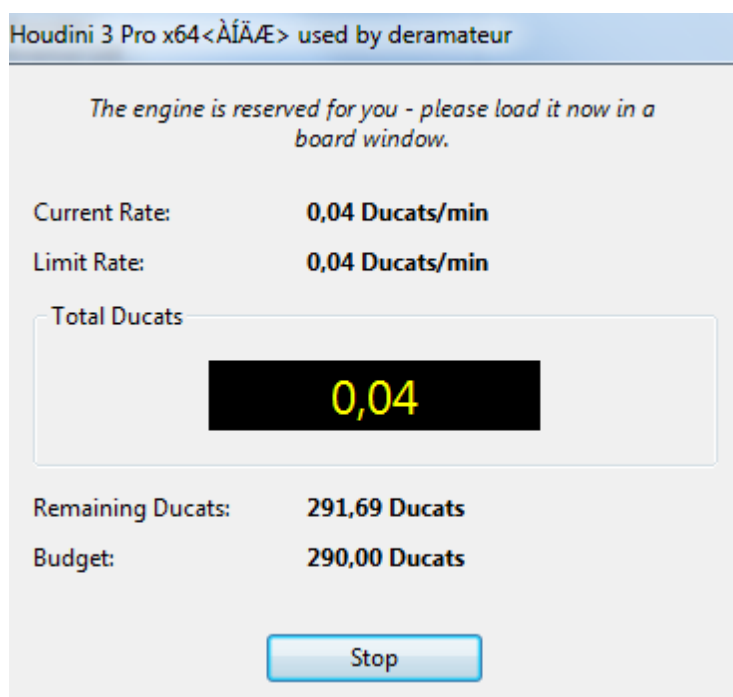 Houdini 3 Pro x64<ÀÍÄÆ> used by deramateur
The engine is reserved for you - please load it now in a
board window.
Current Rate: 0,04 Ducats/min
Limit Rate: 0,04 Ducats/min
Total Ducats
0,04
Remaining Ducats: 291,69 Ducats
Budget: 290,00 Ducats
Stop